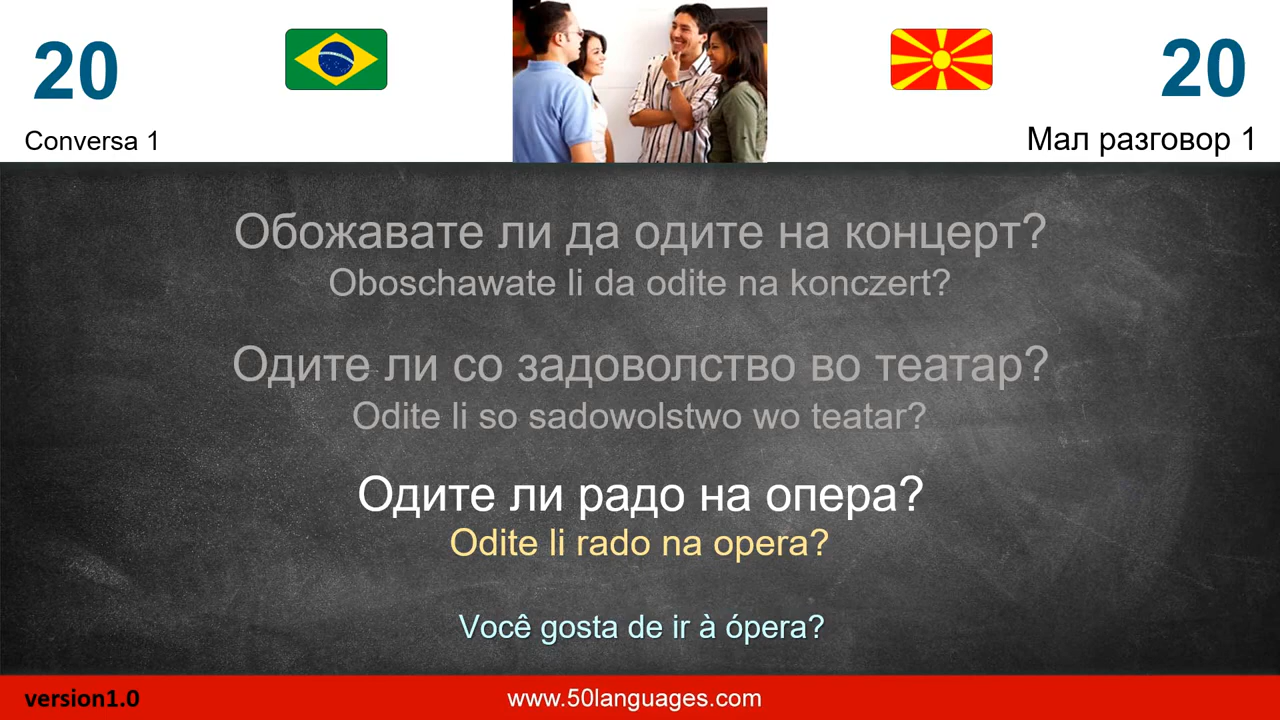 20
20
Conversa 1
Мал разговор 1
Обожавате ли да одите на концерт?
Oboschawate li da odite na konczert?
Одите ли со задоволство во театар?
Odite li so sadowolstwo wo teatar?
Одите ли радо на опера?
Odite li rado na opera?
Você gosta de ir à ópera?
version1.0
www.50languages.com